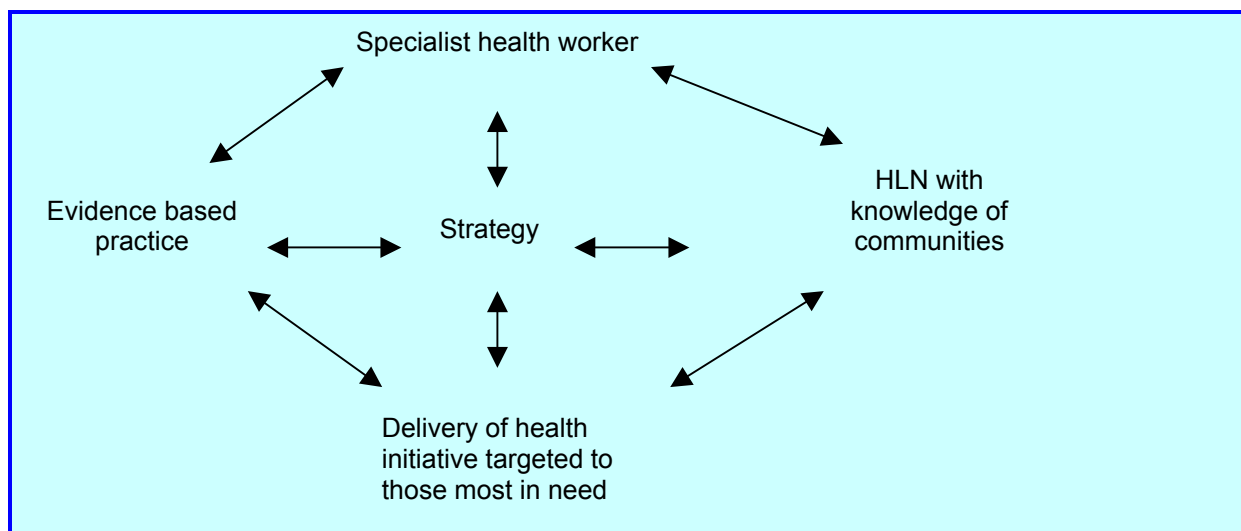 Specialist health worker
Evidence based
practice
Strategy
HLN with
knowledge of
communities
Delivery of health
initiative targeted to
those most in need